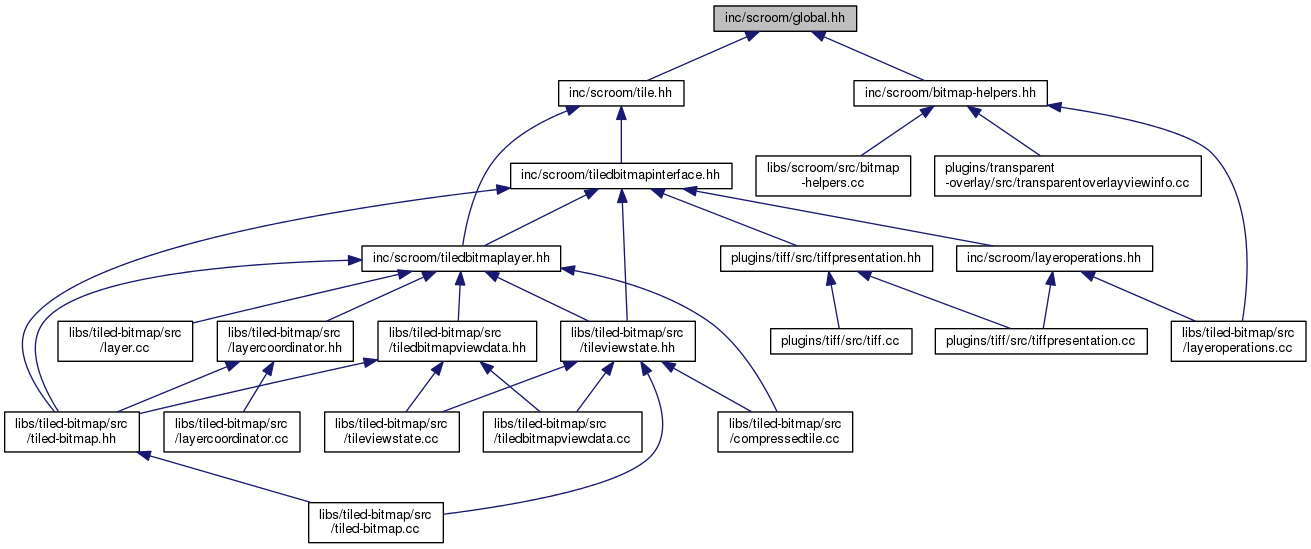 inc/scroom/global.hh
inc/scroom/tile.hh
inc/scroom/bitmap-helpers.hh
inc/scroom/tiledbitmapinterface.hh
libs/scroom/src/bitmap
-helpers.cc
plugins/transparent
-overlay/src/transparentoverlayviewinfo.cc
inc/scroom/tiledbitmaplayer.hh
plugins/tiff/src/tiffpresentation.hh
inc/scroom/layeroperations.hh
libs/tiled-bitmap/src
/layer.cc
libs/tiled-bitmap/src
/layercoordinator.hh
libs/tiled-bitmap/src
/tiledbitmapviewdata.hh
libs/tiled-bitmap/src
/tileviewstate.hh
plugins/tiff/src/tiff.cc
plugins/tiff/src/tiffpresentation.cc
libs/tiled-bitmap/src
/layeroperations.cc
libs/tiled-bitmap/src
/tiled-bitmap.hh
libs/tiled-bitmap/src
/layercoordinator.cc
libs/tiled-bitmap/src
/tileviewstate.cc
libs/tiled-bitmap/src
/tiledbitmapviewdata.cc
libs/tiled-bitmap/src
/compressedtile.cc
libs/tiled-bitmap/src
/tiled-bitmap.cc